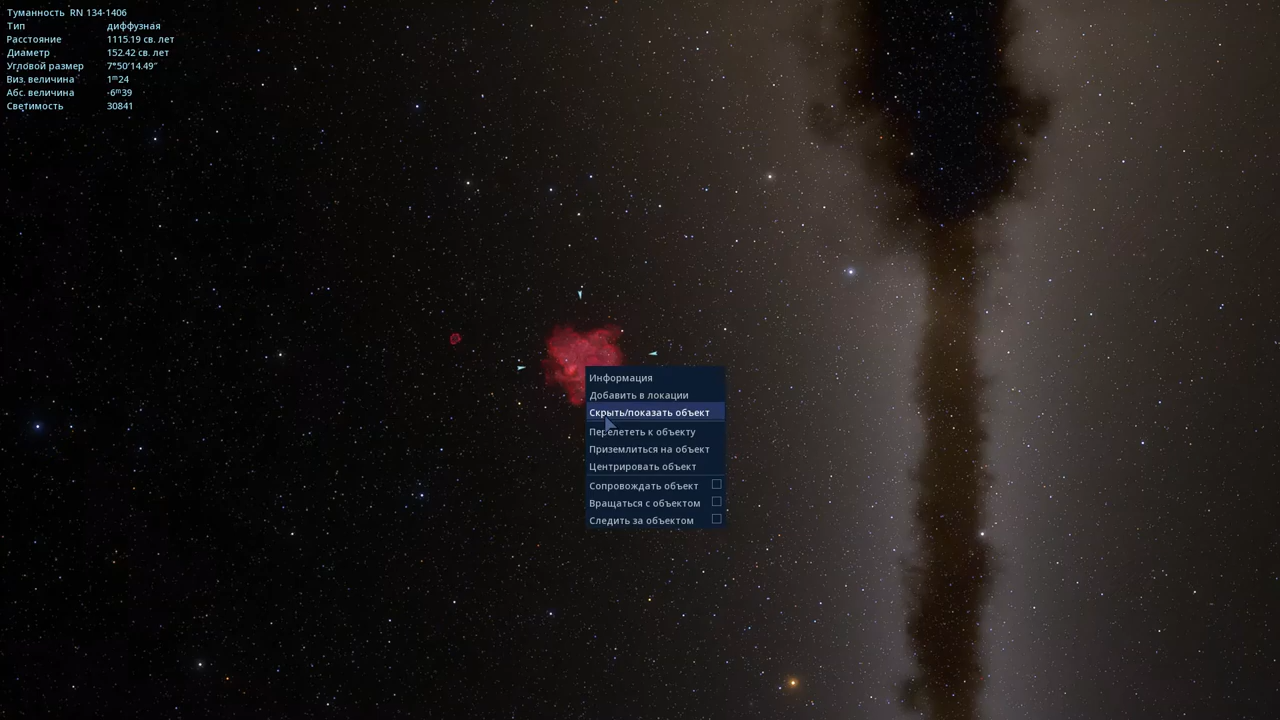 Туманность RN 134-1406
Тип диффузная
Расстояние 1115.19 св. лет
Диаметр 152.42 св. лет
Угловой размер 7°50′14.49″
Виз. величина 1ᵐ24
Абс. величина -6ᵐ39
Светимость 30841
Информация
Добавить в локации
Скрыть/показать объект
Перелететь к объекту
Приземлиться на объект
Центрировать объект
Сопровождать объект
Вращаться с объектом
Следить за объектом